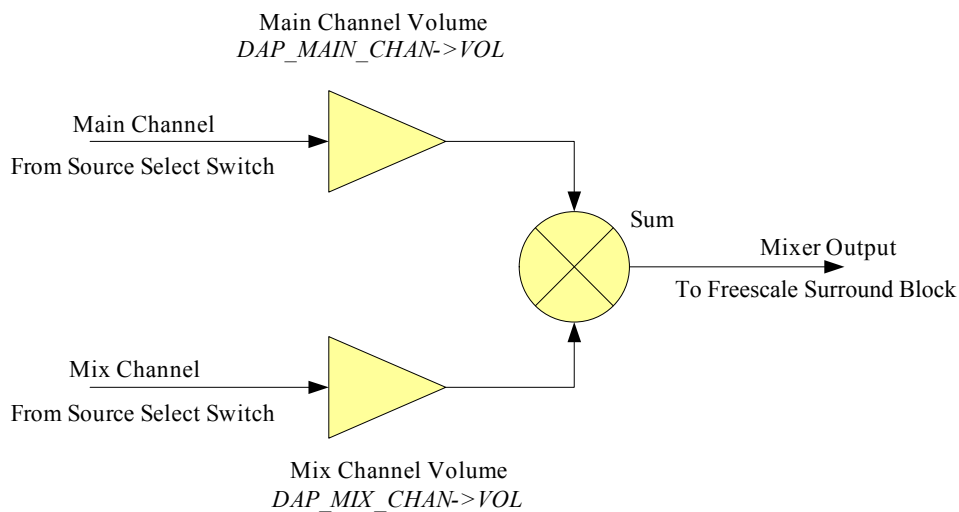 Main Channel Volume
DAP_MAIN_CHAN->VOL
Main Channel
From Source Select Switch
Sum
Mixer Output
To Freescale Surround Block
Mix Channel
From Source Select Switch
Mix Channel Volume
DAP_MIX_CHAN->VOL